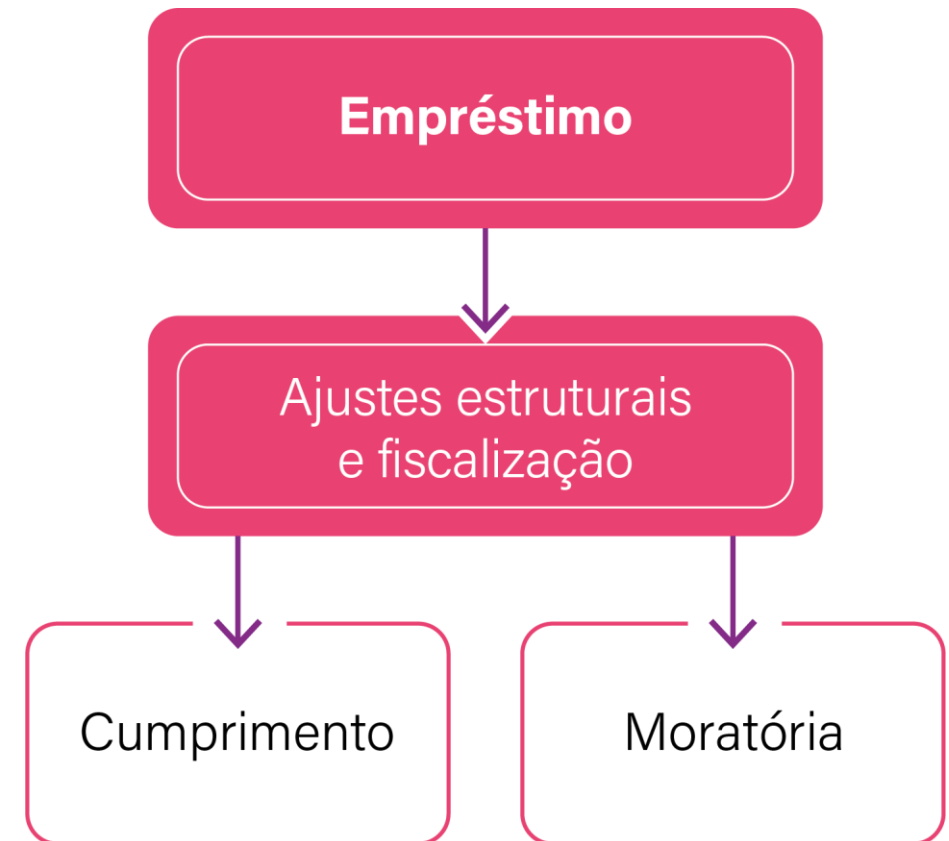 Empréstimo
Ajustes estruturais
e fiscalização
Cumprimento
Moratória